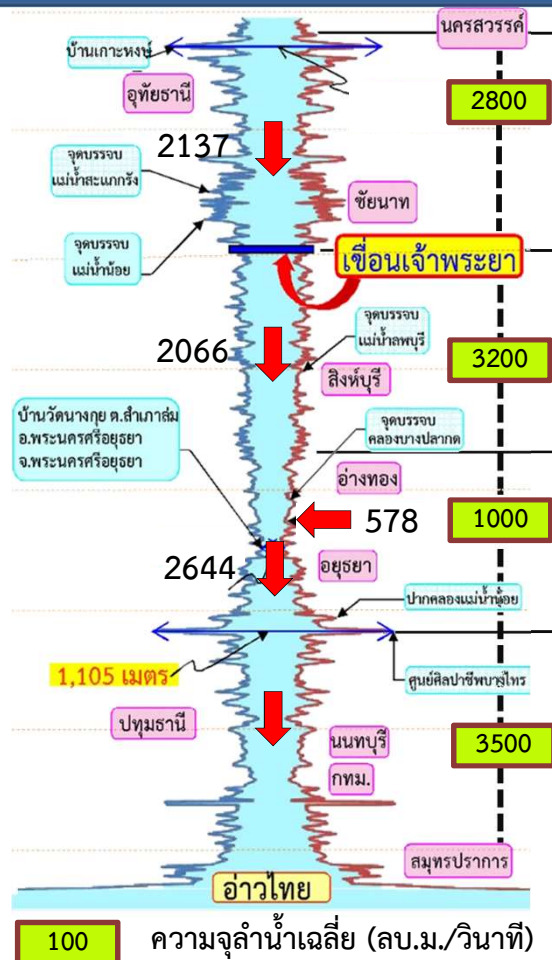 นครสวรรค์
บ้านเกาะหงษ์
อุทัยธานี
2800
2137
จุดบรรจบ
แม่น้ำสะแกกรัง
ชัยนาท
จุดบรรจบ
แม่น้ำน้อย
เขื่อนเจ้าพระยา
จุดบรรจบ
แม่น้ำลพบุรี
2066
3200
สิงห์บุรี
บ้านวัดนางกุย ต.สำเภาล่ม
อ.พระนครศรีอยุธยา
จ.พระนครศรีอยุธยา
จุดบรรจบ
คลองบางปลากด
อ่างทอง
578
1000
2644
อยุธยา
ปากคลองแม่น้ำน้อย
1,105 เมตร
ศูนย์ศิลปาชีพบางไทร
ปทุมธานี
นนทบุรี
3500
กทม.
สมุทรปราการ
อ่าวไทย
100
ความจุลำน้ำเฉลี่ย (ลบ.ม./วินาที)